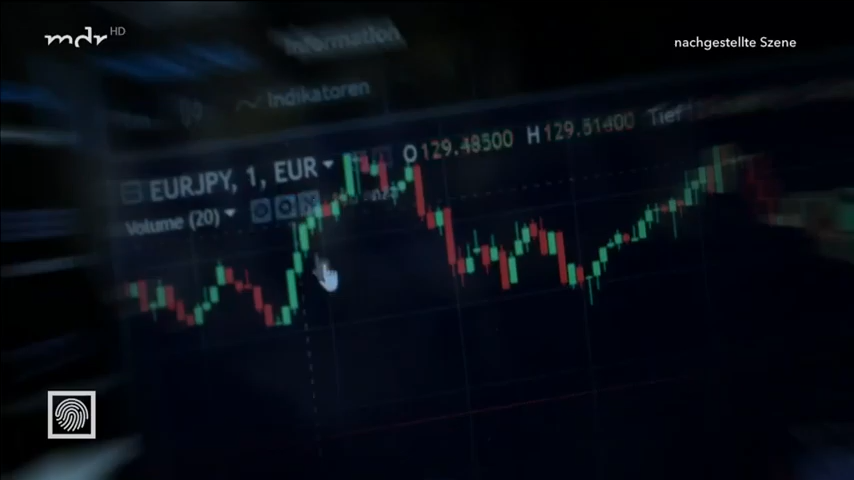 mdr HD
nachgestellte Szene
Information
Indikatoren
EURJPY, 1, EUR O129.48500 H129.51400 Tief
Volume (20)